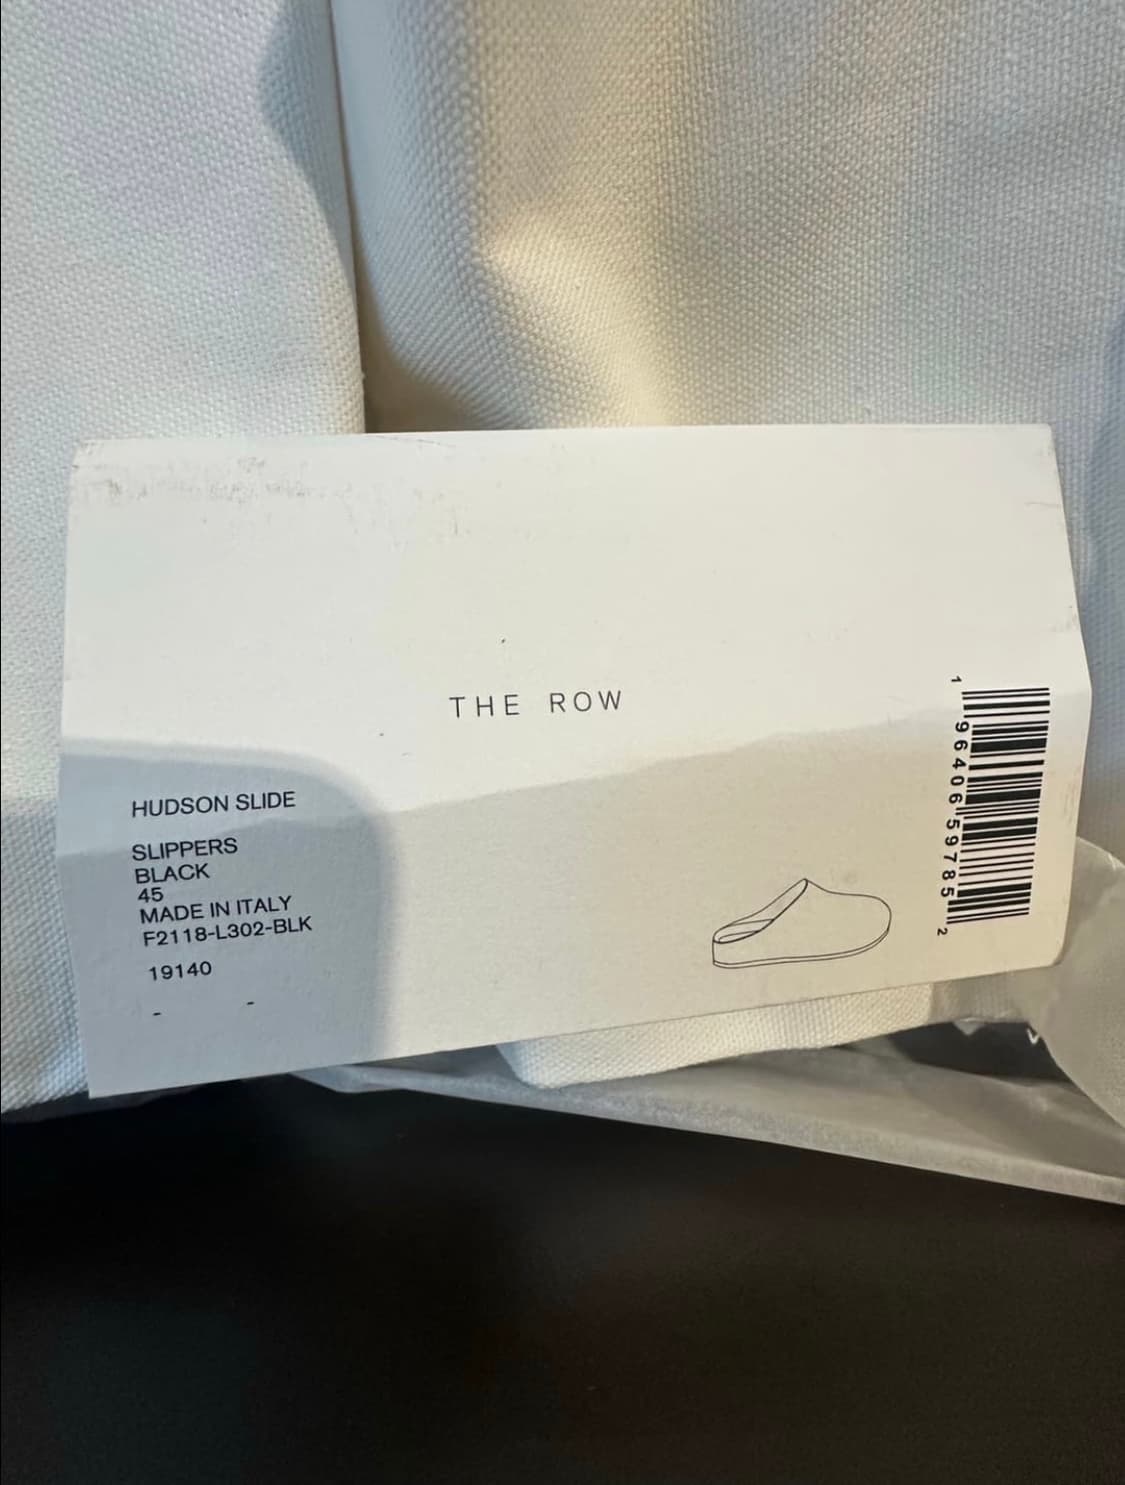 THE ROW
HUDSON SLIDE
SLIPPERS
BLACK
45
MADE IN ITALY
F2118-L302-BLK
19140
- -
1 96406 59785 2